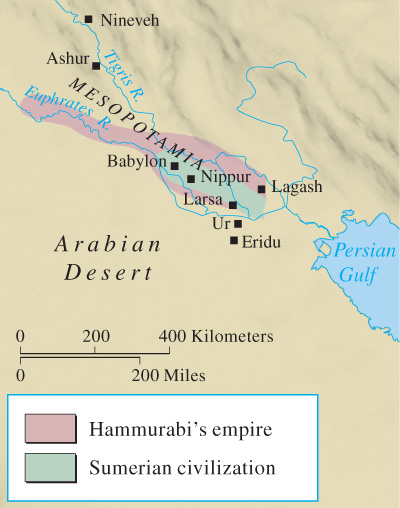 Nineveh
Ashur
Tigris R.
MESOPOTAMIA
Euphrates R.
Babylon
Nippur
Lagash
Larsa
Ur
Eridu
Arabian
Desert
Persian
Gulf
0 200 400 Kilometers
0 200 Miles
Hammurabi's empire
Sumerian civilization